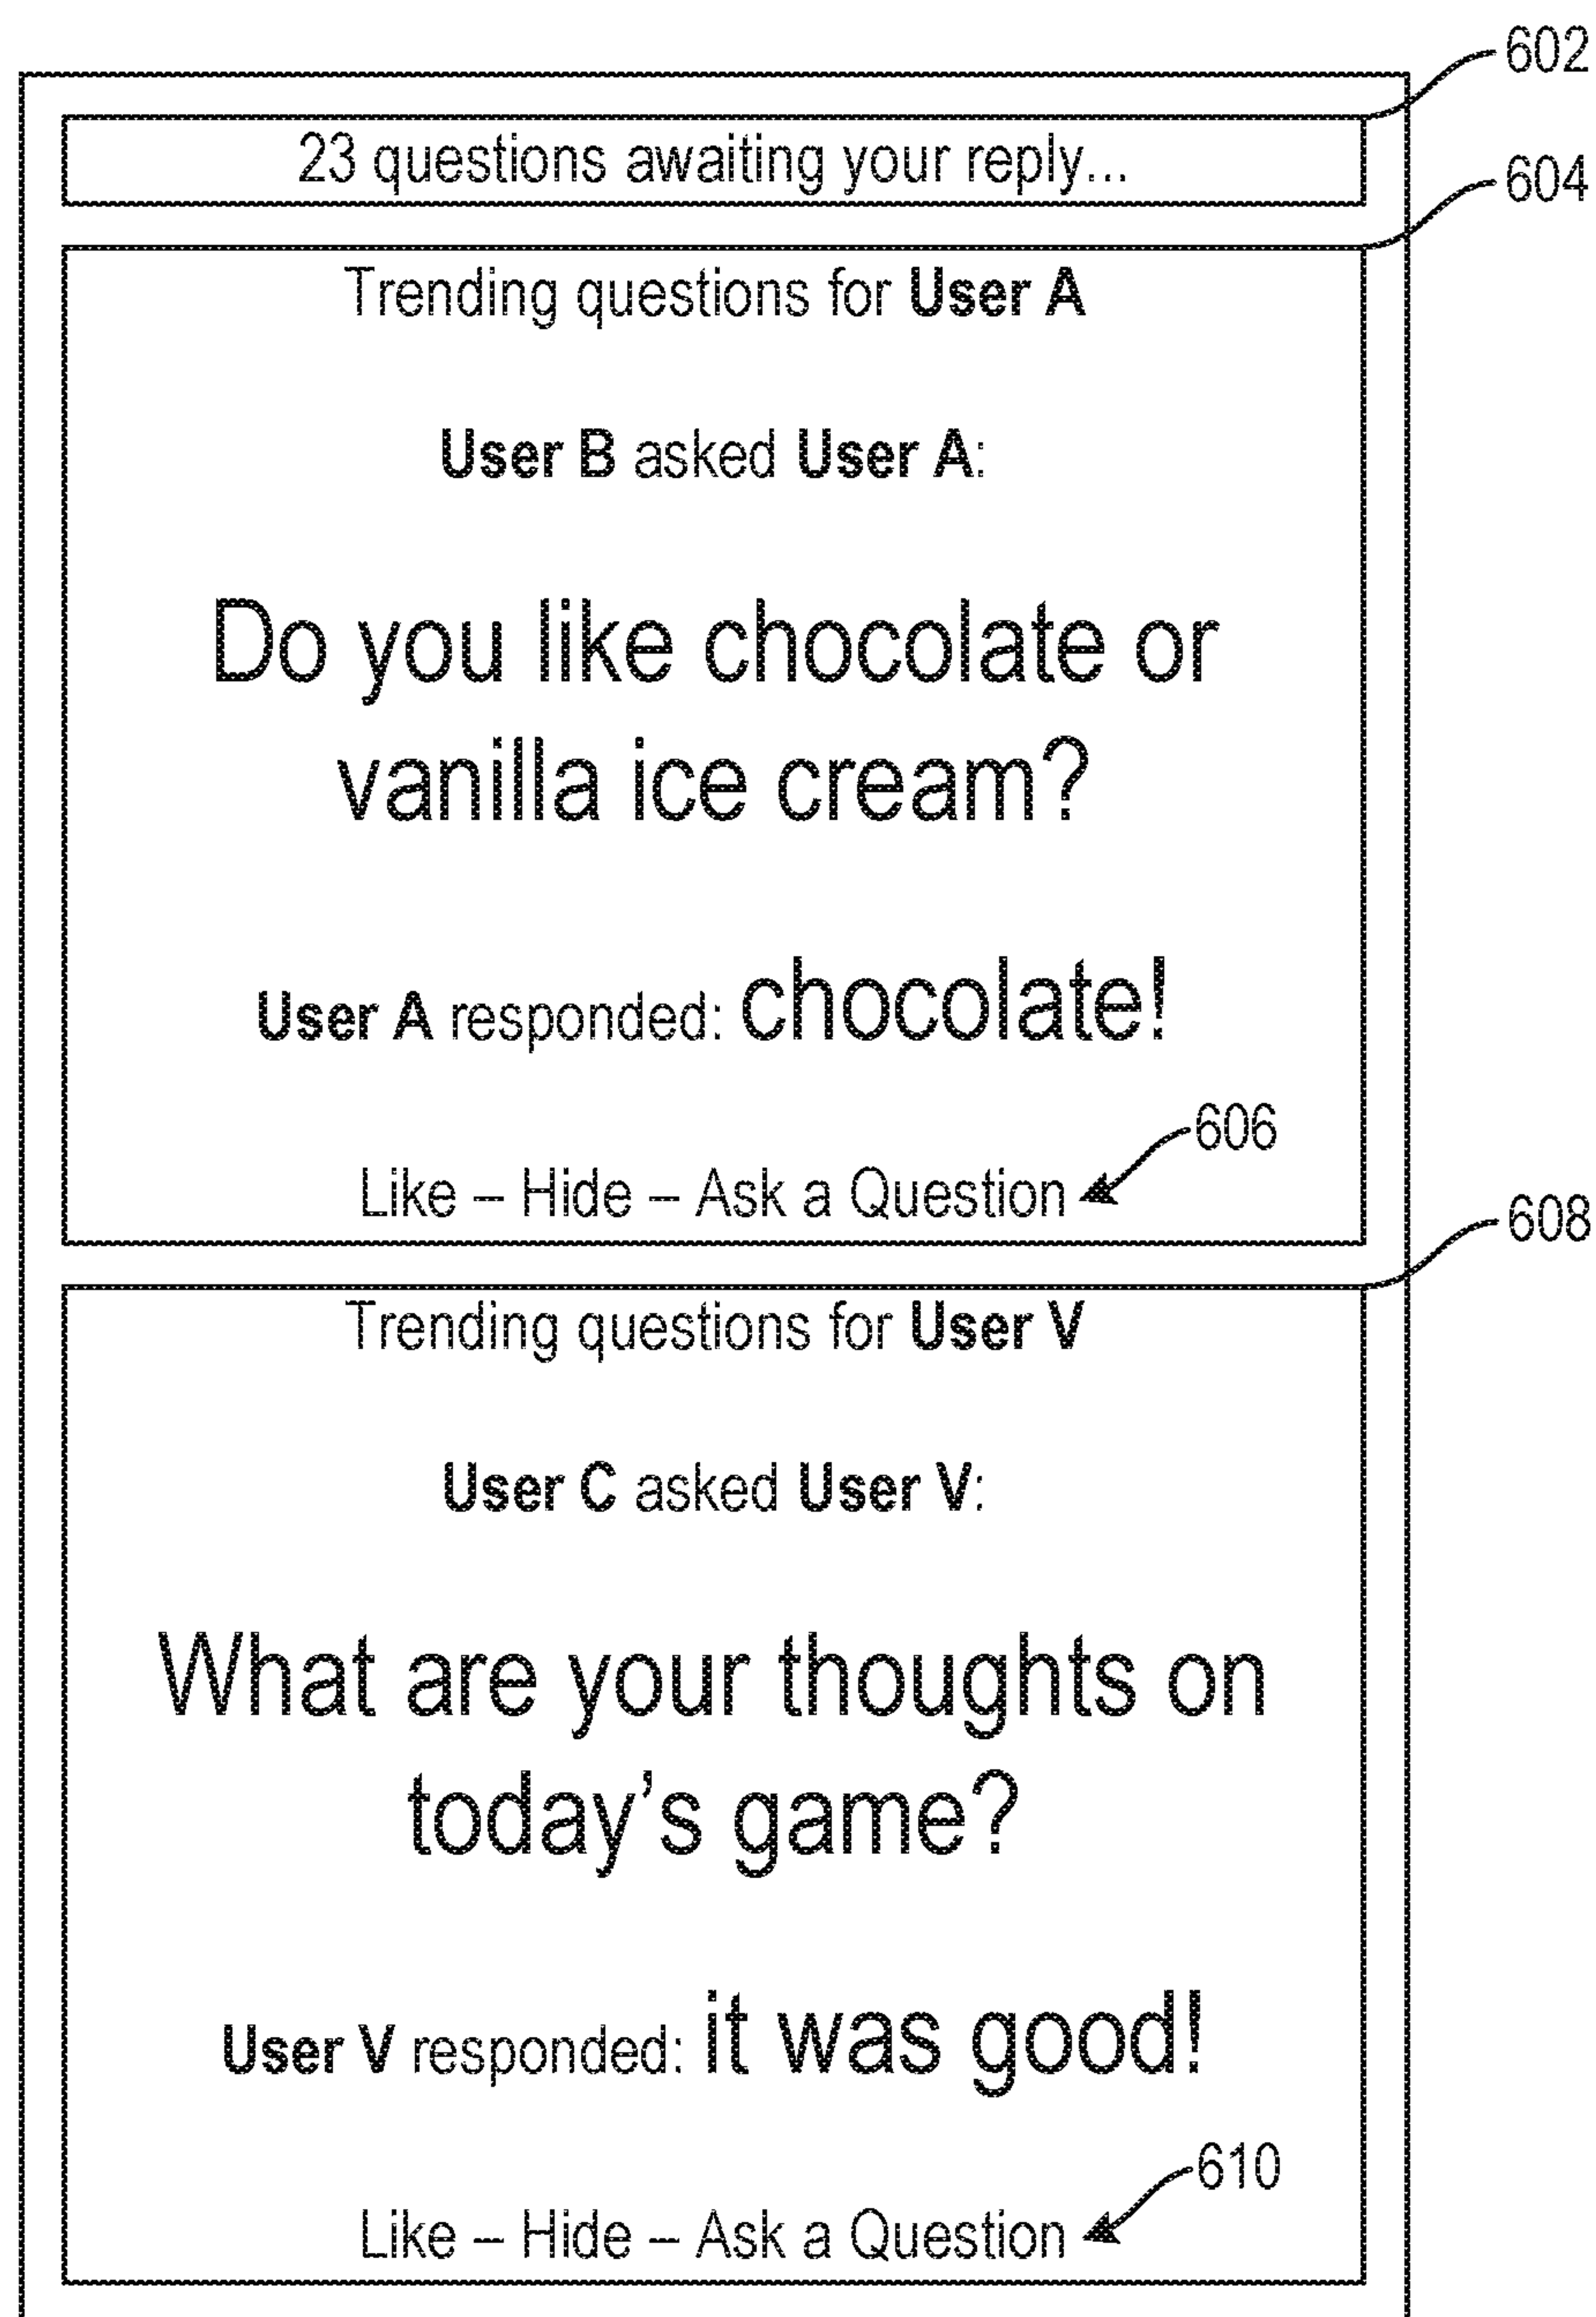 602
23 questions awaiting your reply...
604
Trending questions for User A
User B asked User A:
Do you like chocolate or
vanilla ice cream?
User A responded: chocolate!
606
Like – Hide – Ask a Question
608
Trending questions for User V
User C asked User V:
What are your thoughts on
today’s game?
User V responded: it was good!
610
Like – Hide – Ask a Question